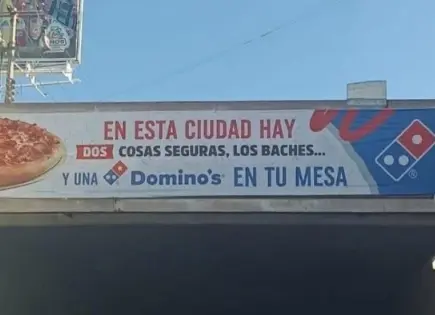 EN ESTA CIUDAD HAY
DOS COSAS SEGURAS, LOS BACHES...
Y UNA Domino's® EN TU MESA
®